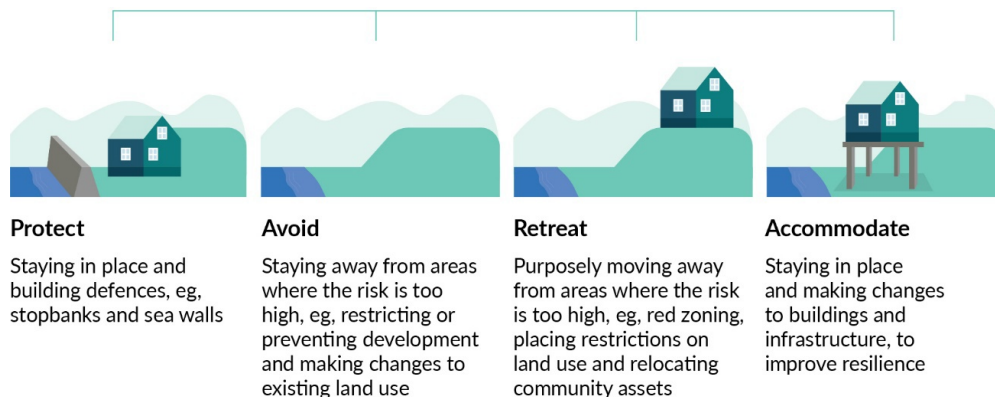 Protect
Staying in place and
building defences, eg,
stopbanks and sea walls
Avoid
Staying away from areas
where the risk is too
high, eg, restricting or
preventing development
and making changes to
existing land use
Retreat
Purposely moving away
from areas where the risk
is too high, eg, red zoning,
placing restrictions on
land use and relocating
community assets
Accommodate
Staying in place
and making changes
to buildings and
infrastructure, to
improve resilience